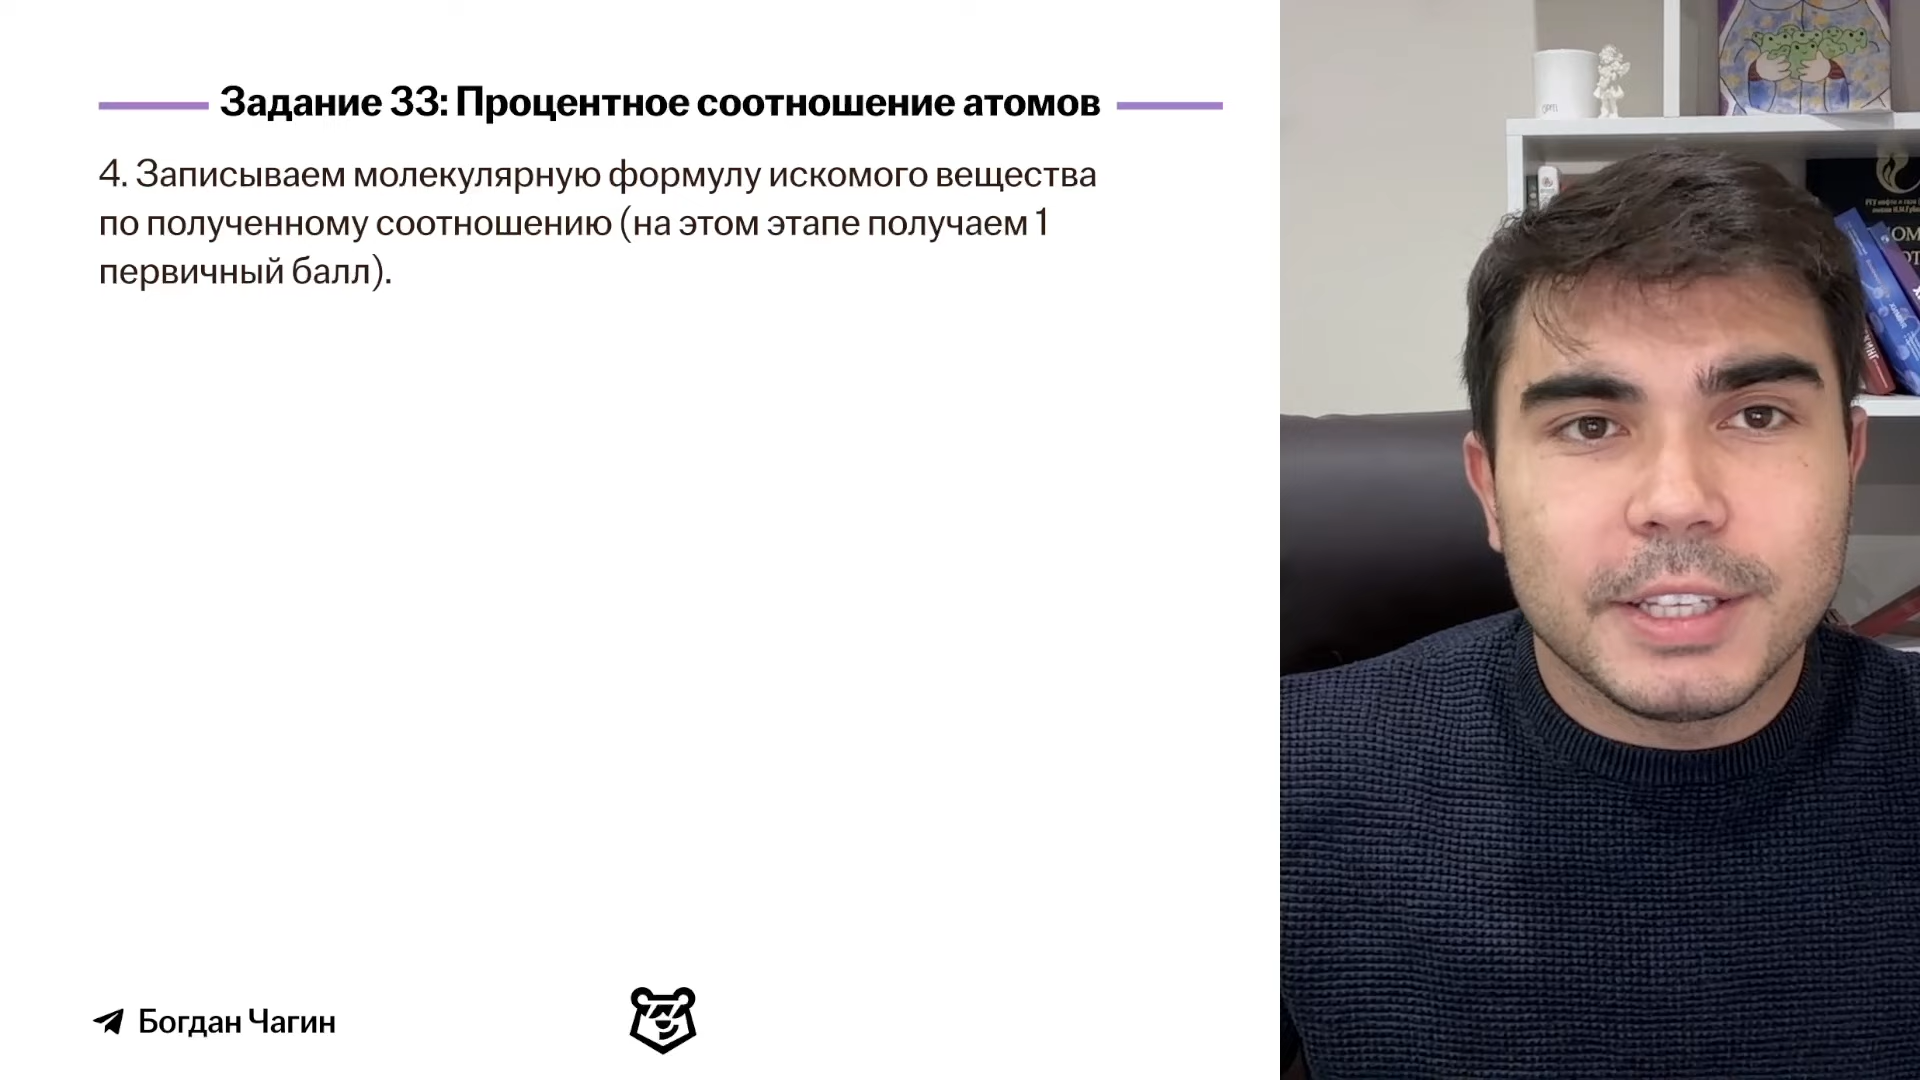 Задание 33: Процентное соотношение атомов
4. Записываем молекулярную формулу искомого вещества
по полученному соотношению (на этом этапе получаем 1
первичный балл).
Богдан Чагин